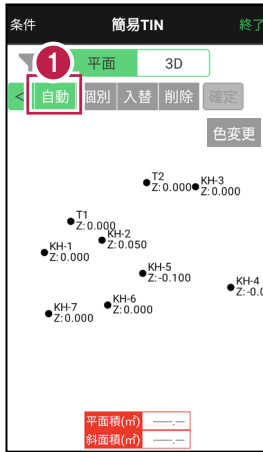 条件 簡易TIN 終了
1
平面 3D
< 自動 個別 入替 削除 確定
色変更
T2
Z:0.000
KH-3
Z:0.000
T1
Z:0.000
KH-2
Z:0.050
KH-1
Z:0.000
KH-5
Z:-0.100
KH-4
Z:-0.0
KH-6
Z:0.000
KH-7
Z:0.000
平面積(㎡) -----.---
斜面積(㎡) -----.---